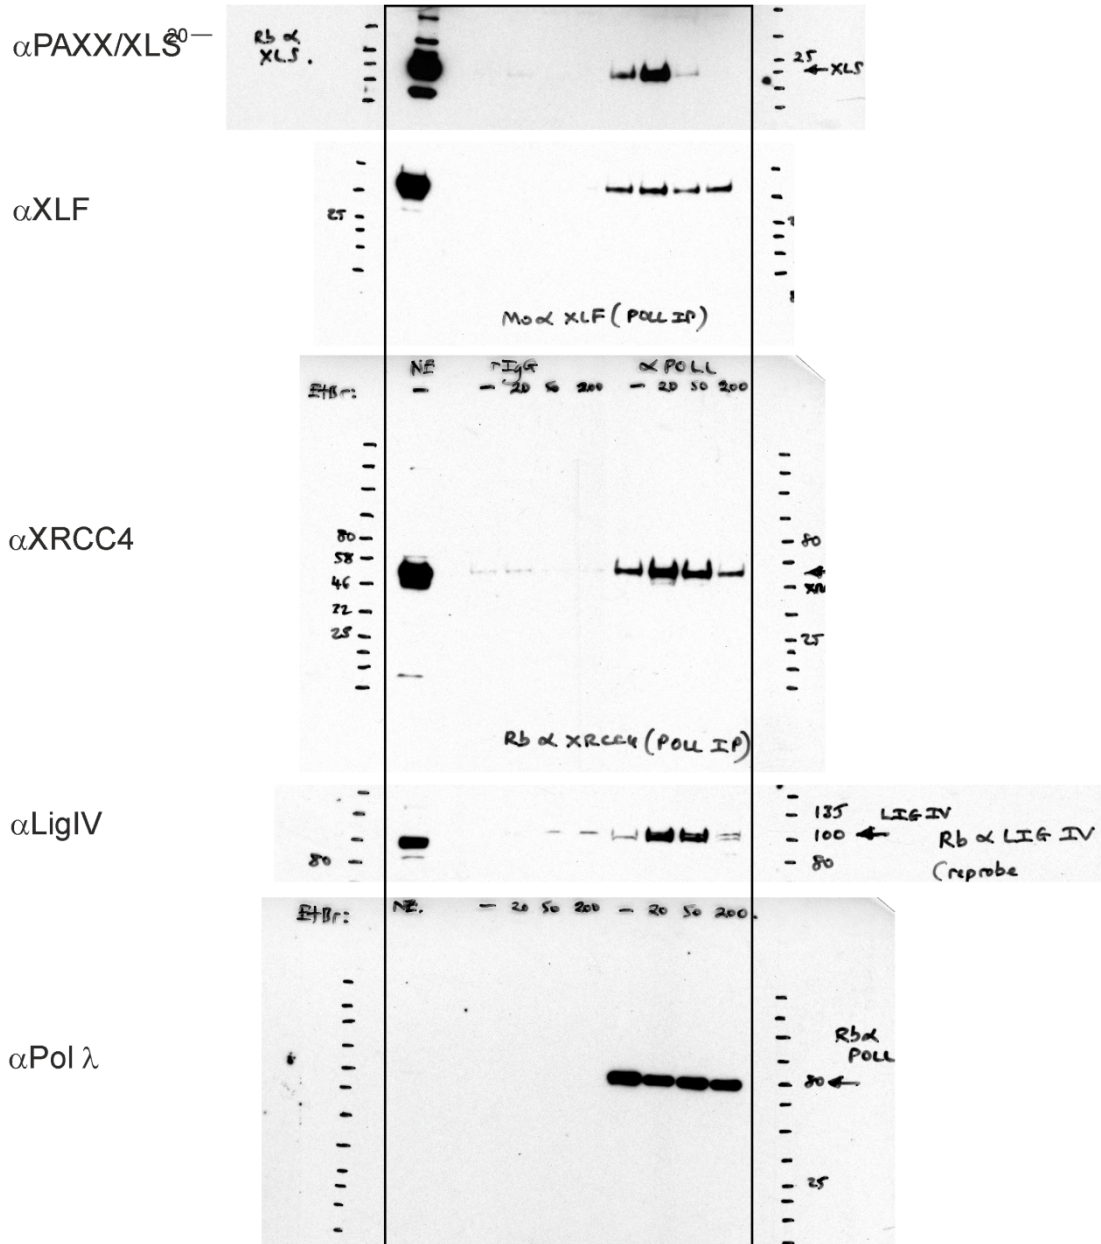 αPAXX/XLS
20
Rb α
XLS.
25
←XLS
αXLF
25
Mo α XLF (POLL IP)
NE rIgG α POLL
EtBr: – – 20 50 200 – 20 50 200
αXRCC4
80
58
46
22
25
80
25
Rb α XRCC4 (POLL IP)
αLigIV
80
135 LIG IV
100 ← Rb α LIG IV
80 (reprobe
EtBr: NE. – 20 50 200 – 20 50 200.
αPol λ
Rb α
POLL
80 ←
25